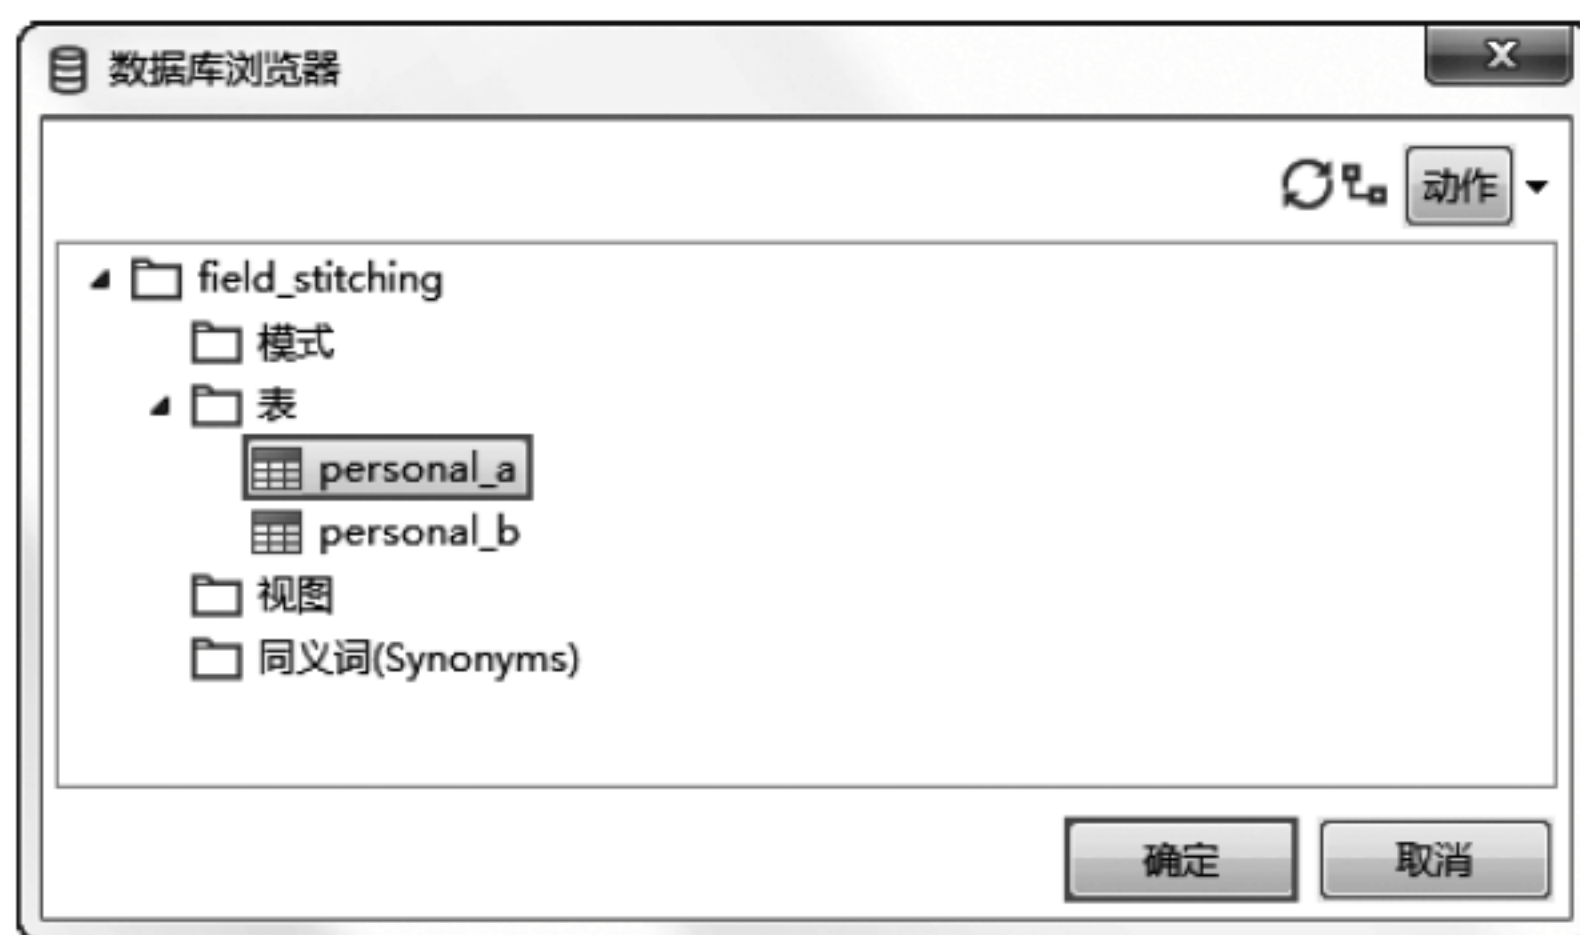 数据库浏览器
X
动作
field_stitching
模式
表
personal_a
personal_b
视图
同义词(Synonyms)
确定 取消